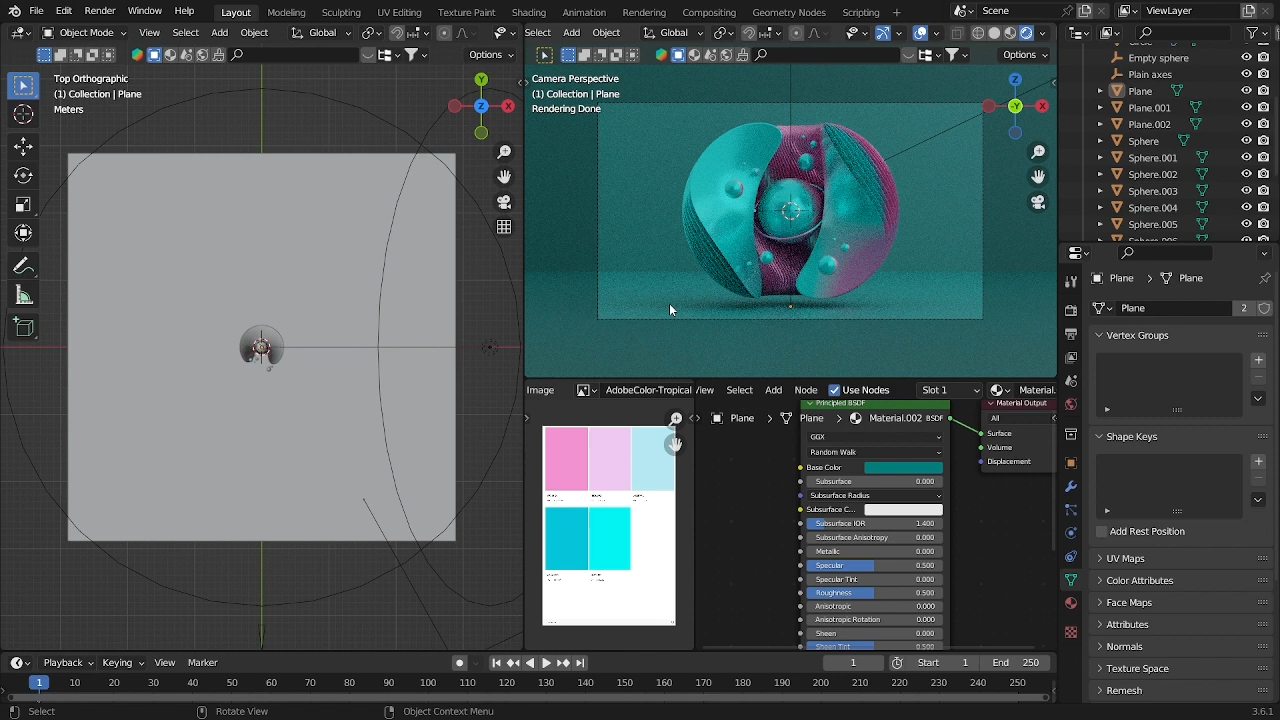 File Edit Render Window Help Layout Modeling Sculpting UV Editing Texture Paint Shading Animation Rendering Compositing Geometry Nodes Scripting + Scene ViewLayer
Object Mode View Select Add Object Global
Select Add Object Global
Options
Options
Top Orthographic
(1) Collection | Plane
Meters
Y
Z
X
Camera Perspective
(1) Collection | Plane
Rendering Done
Z
-Y
X
Empty sphere
Plain axes
Plane
Plane.001
Plane.002
Sphere
Sphere.001
Sphere.002
Sphere.003
Sphere.004
Sphere.005
Plane Plane
Plane 2
Vertex Groups
Shape Keys
Add Rest Position
UV Maps
Color Attributes
Face Maps
Attributes
Normals
Texture Space
Remesh
Image AdobeColor-Tropical
View Select Add Node Use Nodes Slot 1 Material.
Plane Plane Material.002
Principled BSDF
BSDF
GGX
Random Walk
Base Color
Subsurface 0.000
Subsurface Radius
Subsurface C...
Subsurface IOR 1.400
Subsurface Anisotropy 0.000
Metallic 0.000
Specular 0.500
Specular Tint 0.000
Roughness 0.500
Anisotropic 0.000
Anisotropic Rotation 0.000
Sheen 0.000
Sheen Tint 0.500
Material Output
All
Surface
Volume
Displacement
Playback Keying View Marker 1 Start 1 End 250
1 10 20 30 40 50 60 70 80 90 100 110 120 130 140 150 160 170 180 190 200 210 220 230 240 250
Select Rotate View Object Context Menu 3.6.1